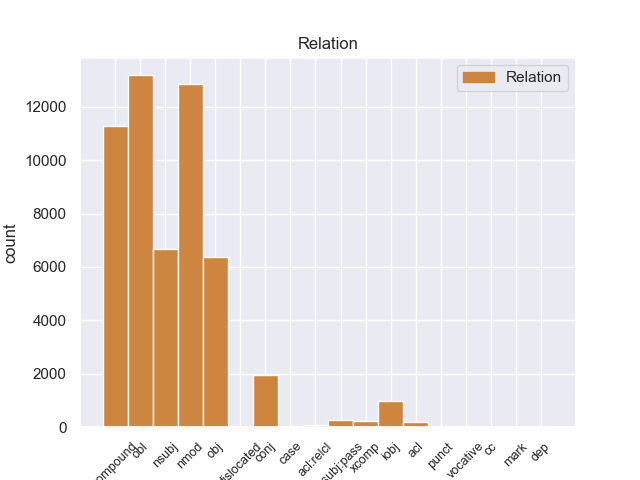 Relation
Relation
count
12000
10000
8000
6000
4000
2000
0
ompound
obl
nsubj
nmod
obj
dislocated
conj
case
acl:relcl
subj:pass
xcomp
iobj
acl
punct
vocative
cc
mark
dep